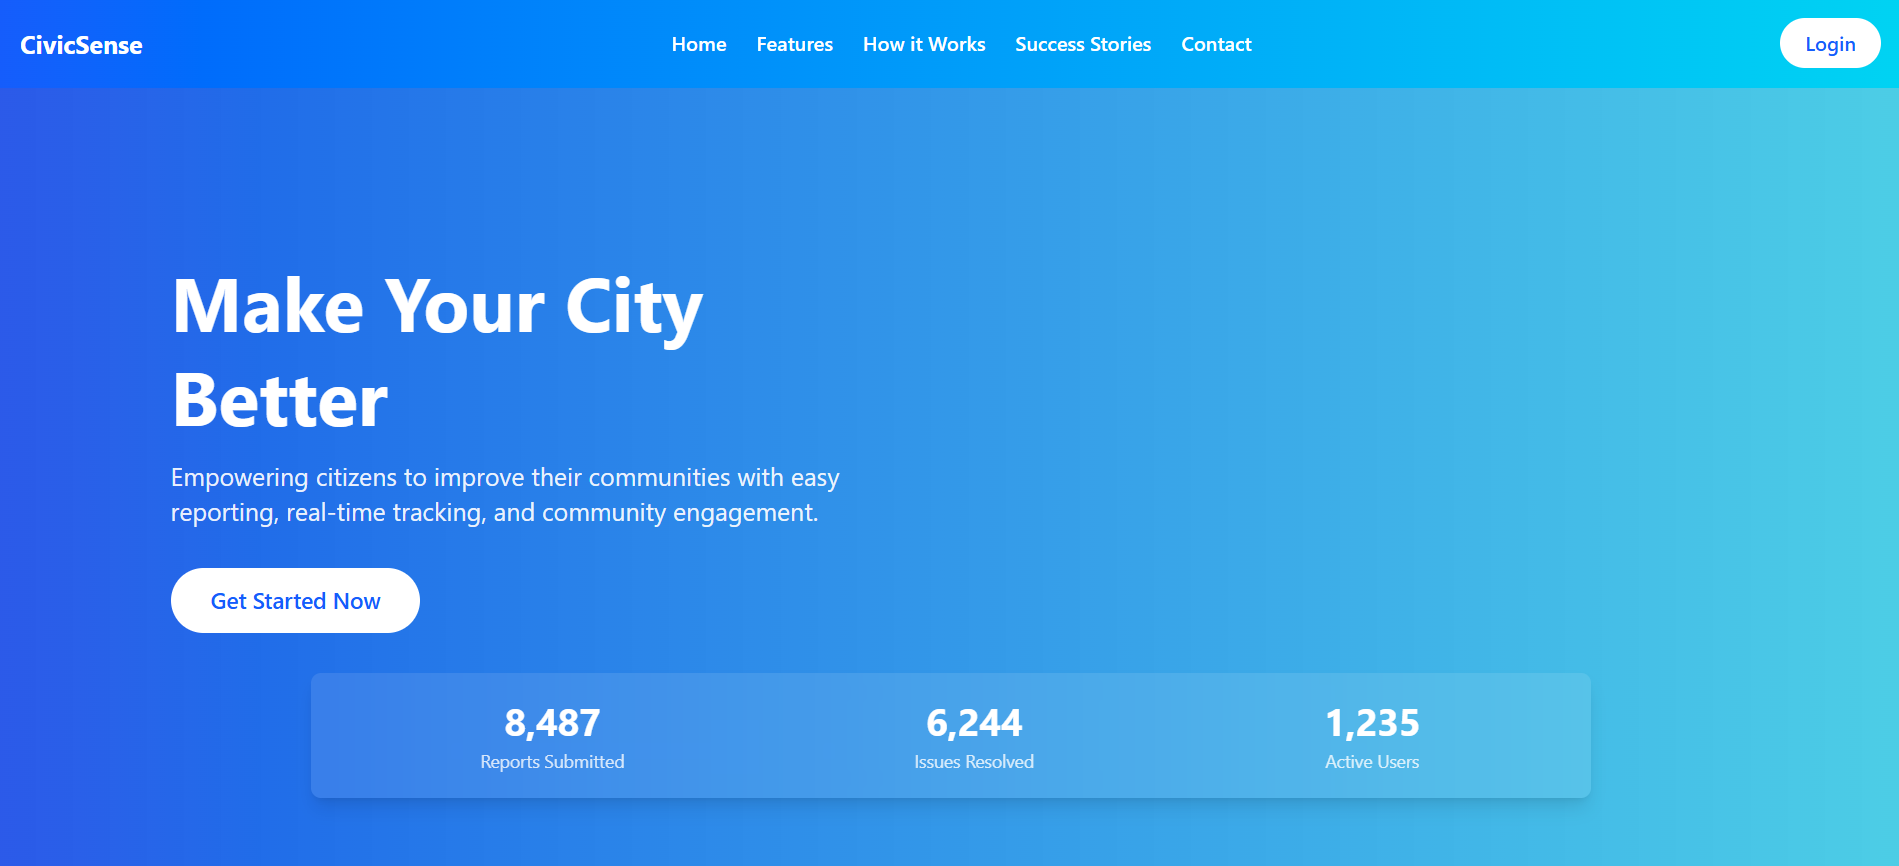 CivicSense
Home
Features
How it Works
Success Stories
Contact
Login
Make Your City
Better
Empowering citizens to improve their communities with easy
reporting, real-time tracking, and community engagement.
Get Started Now
8,487
Reports Submitted
6,244
Issues Resolved
1,235
Active Users